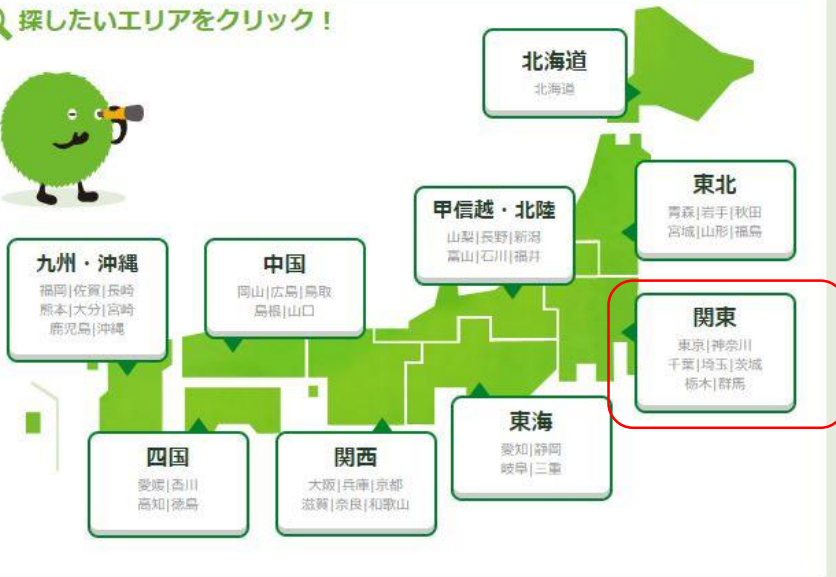 探したいエリアをクリック！
北海道
北海道
東北
青森|岩手|秋田
宮城|山形|福島
甲信越・北陸
山梨|長野|新潟
富山|石川|福井
九州・沖縄
福岡|佐賀|長崎
熊本|大分|宮崎
鹿児島|沖縄
中国
岡山|広島|鳥取
島根|山口
関東
東京|神奈川
千葉|埼玉|茨城
栃木|群馬
東海
愛知|静岡
岐阜|三重
四国
愛媛|香川
高知|徳島
関西
大阪|兵庫|京都
滋賀|奈良|和歌山